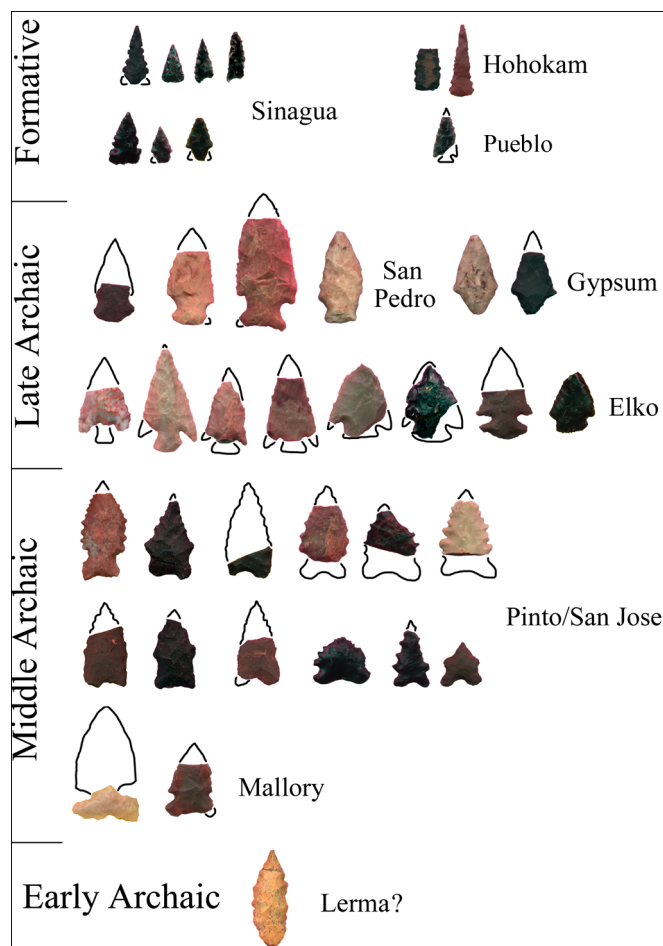 Formative
Sinagua
Hohokam
Pueblo
Late Archaic
San
Pedro
Gypsum
Elko
Middle Archaic
Pinto/San Jose
Mallory
Early Archaic
Lerma?